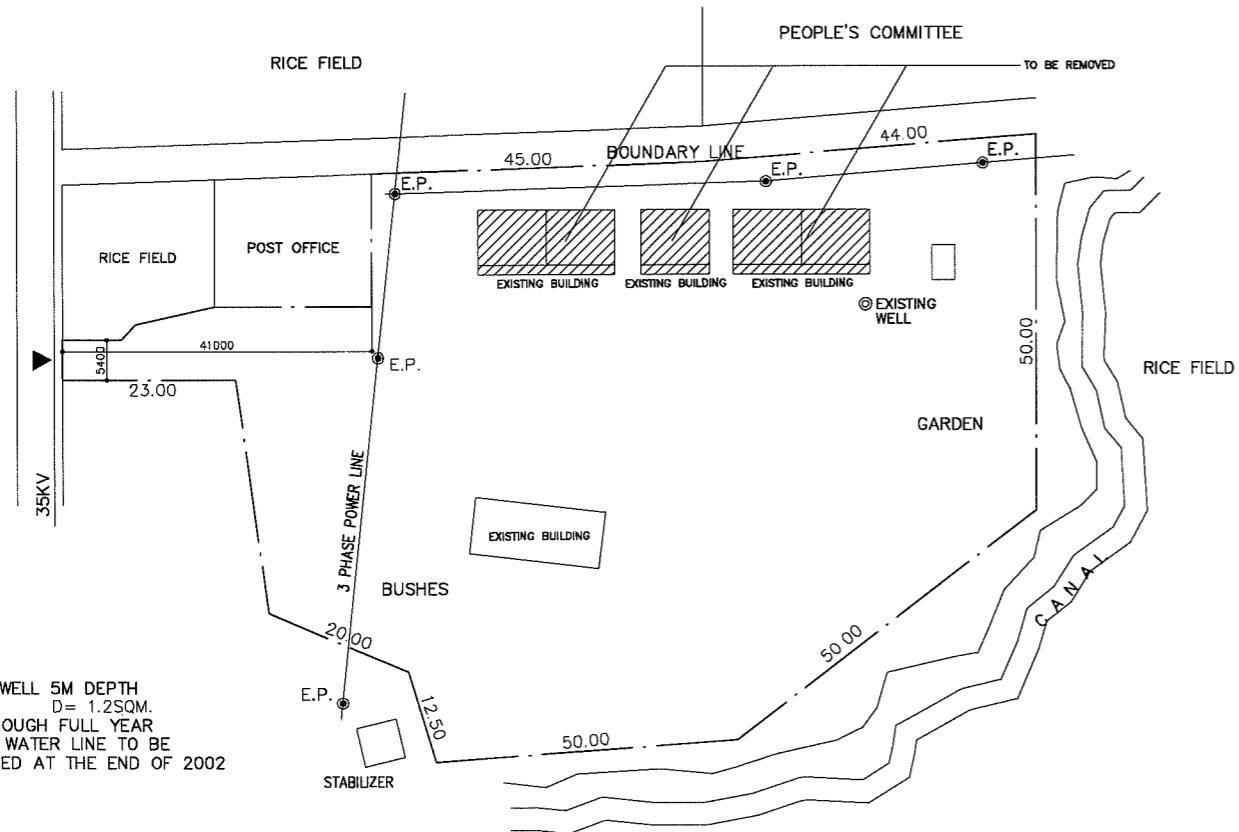 PEOPLE'S COMMITTEE
RICE FIELD
TO BE REMOVED
44.00
BOUNDARY LINE
45.00
E.P.
E.P.
E.P.
POST OFFICE
RICE FIELD
EXISTING BUILDING
EXISTING BUILDING
EXISTING BUILDING
EXISTING
WELL
41000
5400
E.P.
50.00
RICE FIELD
23.00
GARDEN
35KV
3 PHASE POWER LINE
EXISTING BUILDING
BUSHES
CANAL
20.00
50.00
E.P.
12.50
50.00
WELL 5M DEPTH
D= 1.2SQM.
OUGH FULL YEAR
WATER LINE TO BE
ED AT THE END OF 2002
STABILIZER